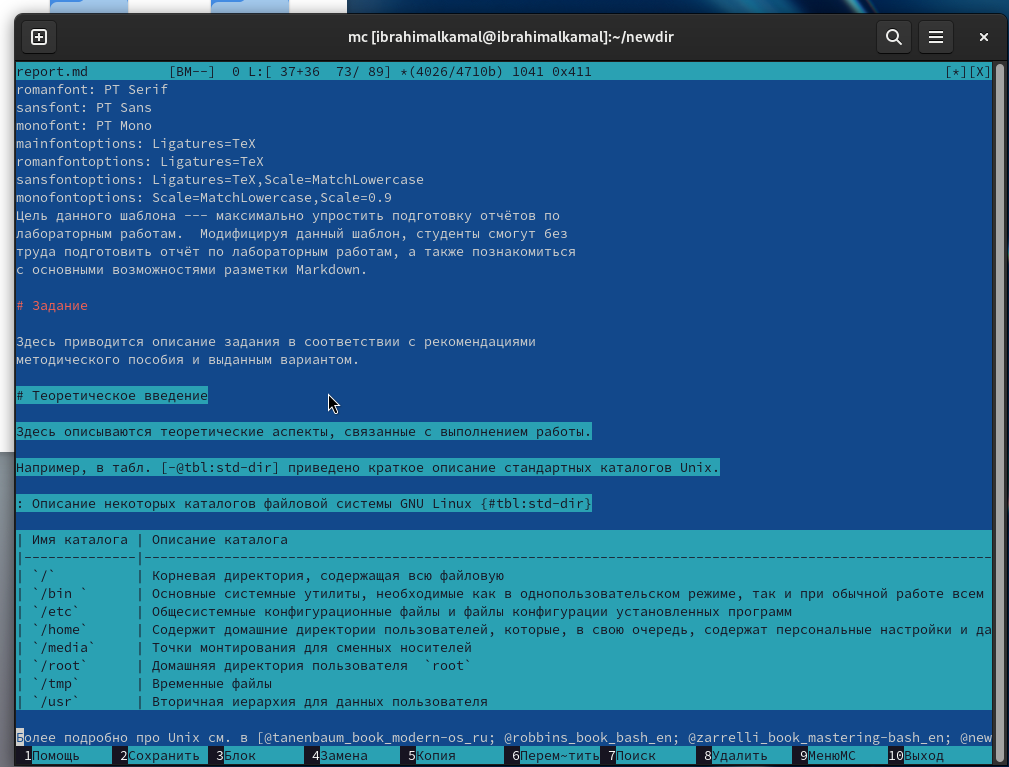 mc [ibrahimalkamal@ibrahimalkamal]:~/newdir
report.md          [BM--]  0 L:[ 37+36  73/ 89] *(4026/4710b) 1041 0x411                                            [*][X]
romanfont: PT Serif
sansfont: PT Sans
monofont: PT Mono
mainfontoptions: Ligatures=TeX
romanfontoptions: Ligatures=TeX
sansfontoptions: Ligatures=TeX,Scale=MatchLowercase
monofontoptions: Scale=MatchLowercase,Scale=0.9
Цель данного шаблона --- максимально упростить подготовку отчётов по
лабораторным работам.  Модифицируя данный шаблон, студенты смогут без
труда подготовить отчёт по лабораторным работам, а также познакомиться
с основными возможностями разметки Markdown.
# Задание
Здесь приводится описание задания в соответствии с рекомендациями
методического пособия и выданным вариантом.
# Теоретическое введение
Здесь описываются теоретические аспекты, связанные с выполнением работы.
Например, в табл. [-@tbl:std-dir] приведено краткое описание стандартных каталогов Unix.
: Описание некоторых каталогов файловой системы GNU Linux {#tbl:std-dir}
| Имя каталога | Описание каталога
|--------------|----------------------------------------------------------------------------------------------------------
| `/`          | Корневая директория, содержащая всю файловую
| `/bin `      | Основные системные утилиты, необходимые как в однопользовательском режиме, так и при обычной работе всем
| `/etc`       | Общесистемные конфигурационные файлы и файлы конфигурации установленных программ
| `/home`      | Содержит домашние директории пользователей, которые, в свою очередь, содержат персональные настройки и да
| `/media`     | Точки монтирования для сменных носителей
| `/root`      | Домашняя директория пользователя  `root`
| `/tmp`       | Временные файлы
| `/usr`       | Вторичная иерархия для данных пользователя
Более подробно про Unix см. в [@tanenbaum_book_modern-os_ru; @robbins_book_bash_en; @zarrelli_book_mastering-bash_en; @new
1Помощь 2Сохранить 3Блок 4Замена 5Копия 6Перем~тить 7Поиск 8Удалить 9МенюMC 10Выход